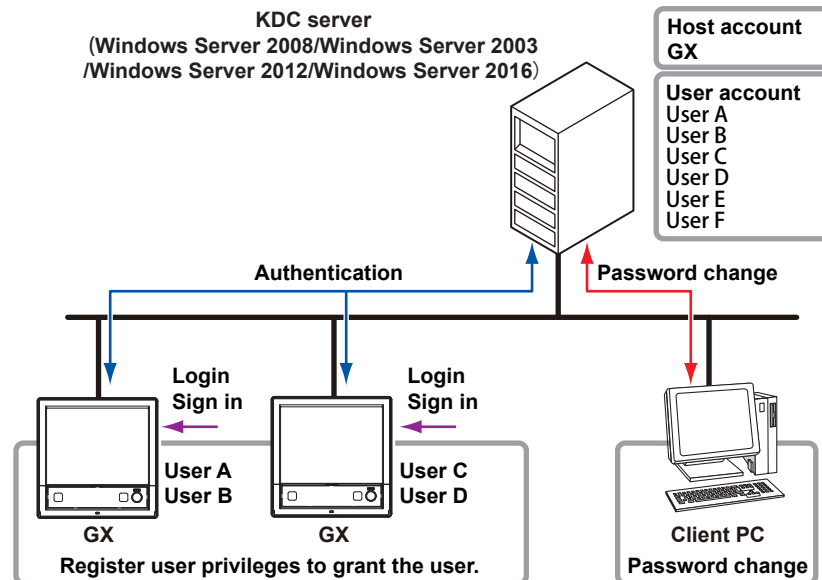 KDC server
（Windows Server 2008/Windows Server 2003
/Windows Server 2012/Windows Server 2016）
Host account
GX
User account
User A
User B
User C
User D
User E
User F
Authentication
Password change
Login
Sign in
User A
User B
GX
Login
Sign in
User C
User D
GX
Register user privileges to grant the user.
Client PC
Password change